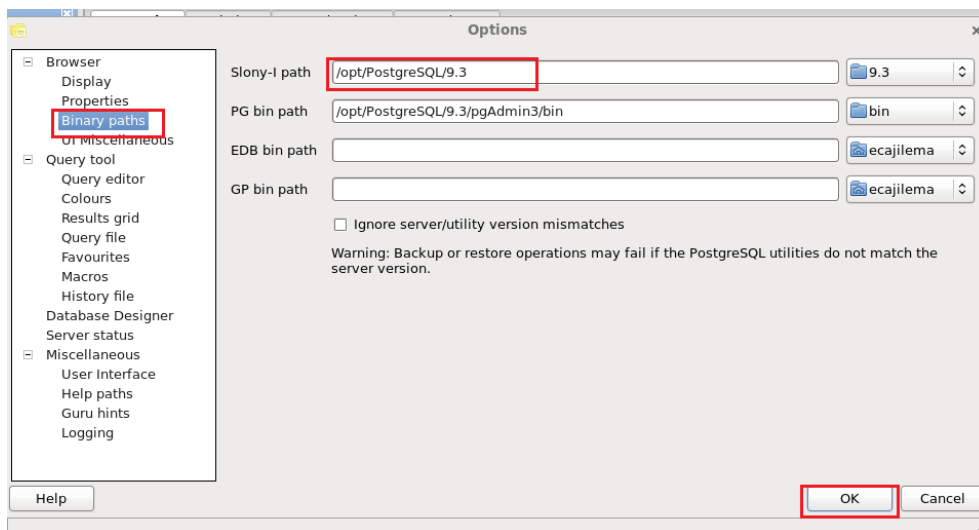 Options
Browser
Display
Properties
Binary paths
UI Miscellaneous
Query tool
Query editor
Colours
Results grid
Query file
Favourites
Macros
History file
Database Designer
Server status
Miscellaneous
User Interface
Help paths
Guru hints
Logging
Slony-I path /opt/PostgreSQL/9.3 9.3
PG bin path /opt/PostgreSQL/9.3/pgAdmin3/bin bin
EDB bin path ecajilema
GP bin path ecajilema
Ignore server/utility version mismatches
Warning: Backup or restore operations may fail if the PostgreSQL utilities do not match the
server version.
Help OK Cancel